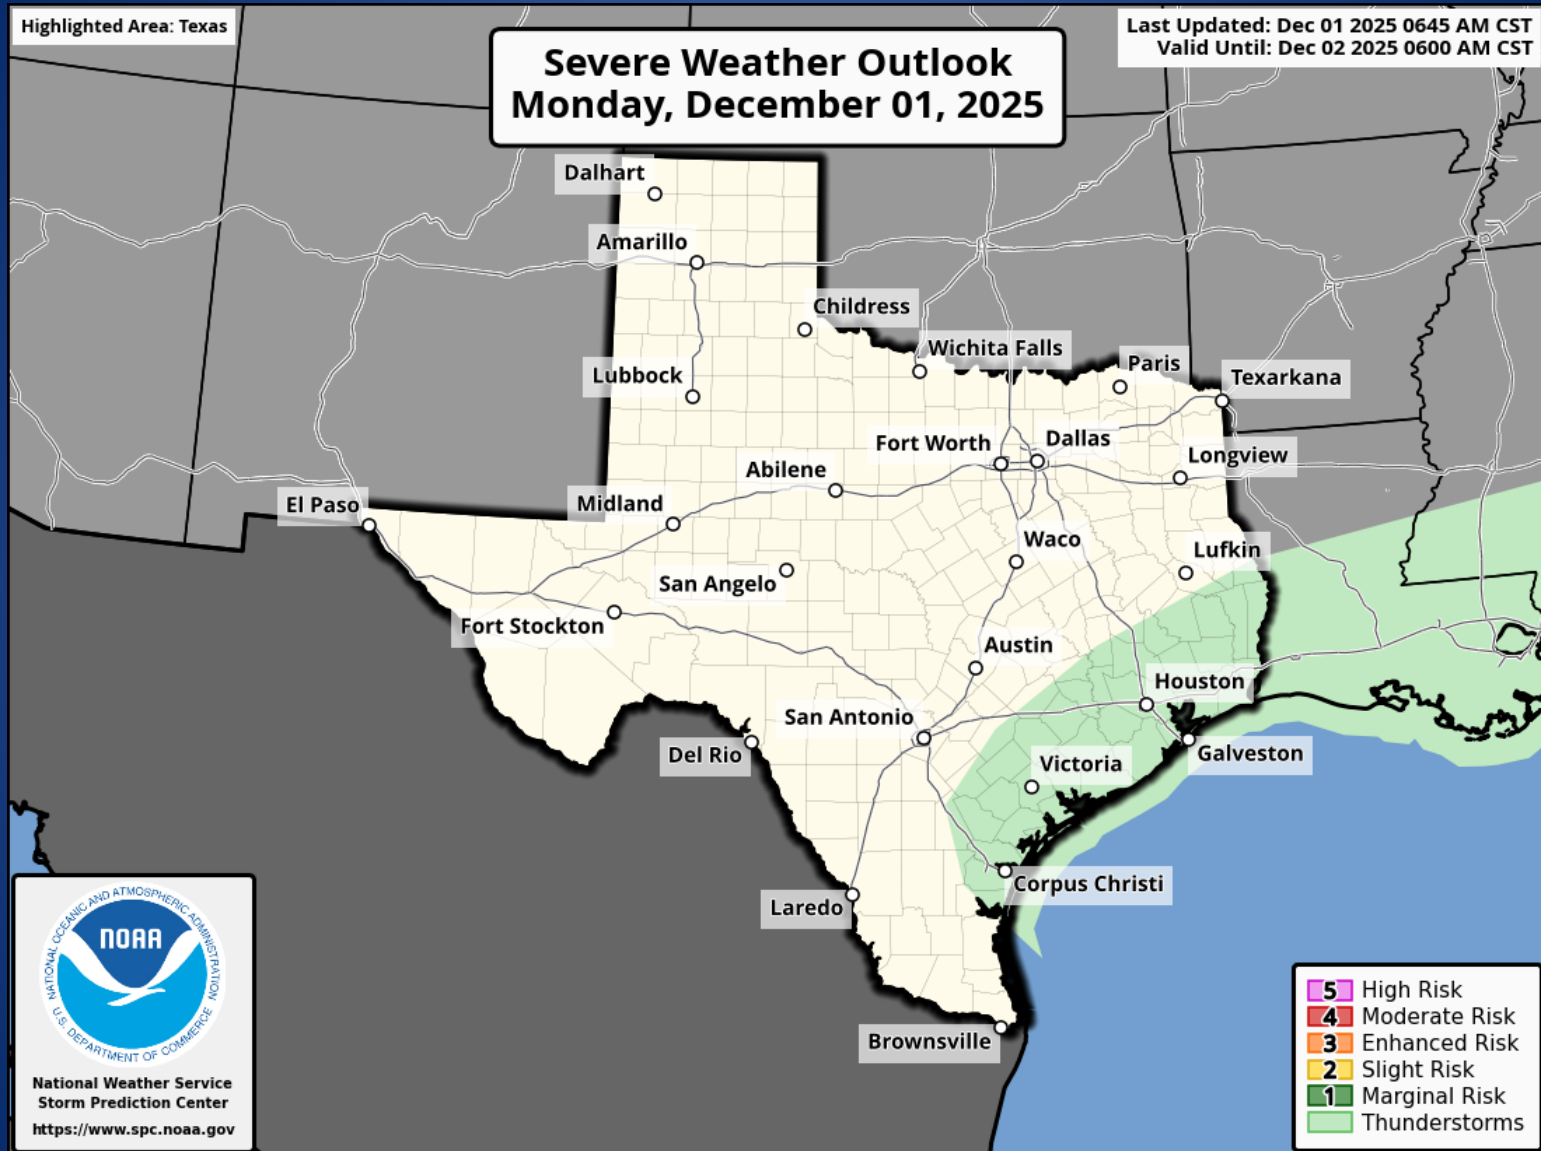 Highlighted Area: Texas
Last Updated: Dec 01 2025 0645 AM CST
Valid Until: Dec 02 2025 0600 AM CST
Severe Weather Outlook
Monday, December 01, 2025
Dalhart
Amarillo
Childress
Wichita Falls
Paris
Texarkana
Lubbock
Fort Worth
Dallas
Longview
Abilene
El Paso
Midland
Waco
Lufkin
San Angelo
Fort Stockton
Austin
Houston
San Antonio
Del Rio
Galveston
Victoria
Corpus Christi
Laredo
Brownsville
NATIONAL OCEANIC AND ATMOSPHERIC ADMINISTRATION
NOAA
U.S. DEPARTMENT OF COMMERCE
National Weather Service
Storm Prediction Center
https://www.spc.noaa.gov
5 High Risk
4 Moderate Risk
3 Enhanced Risk
2 Slight Risk
1 Marginal Risk
Thunderstorms